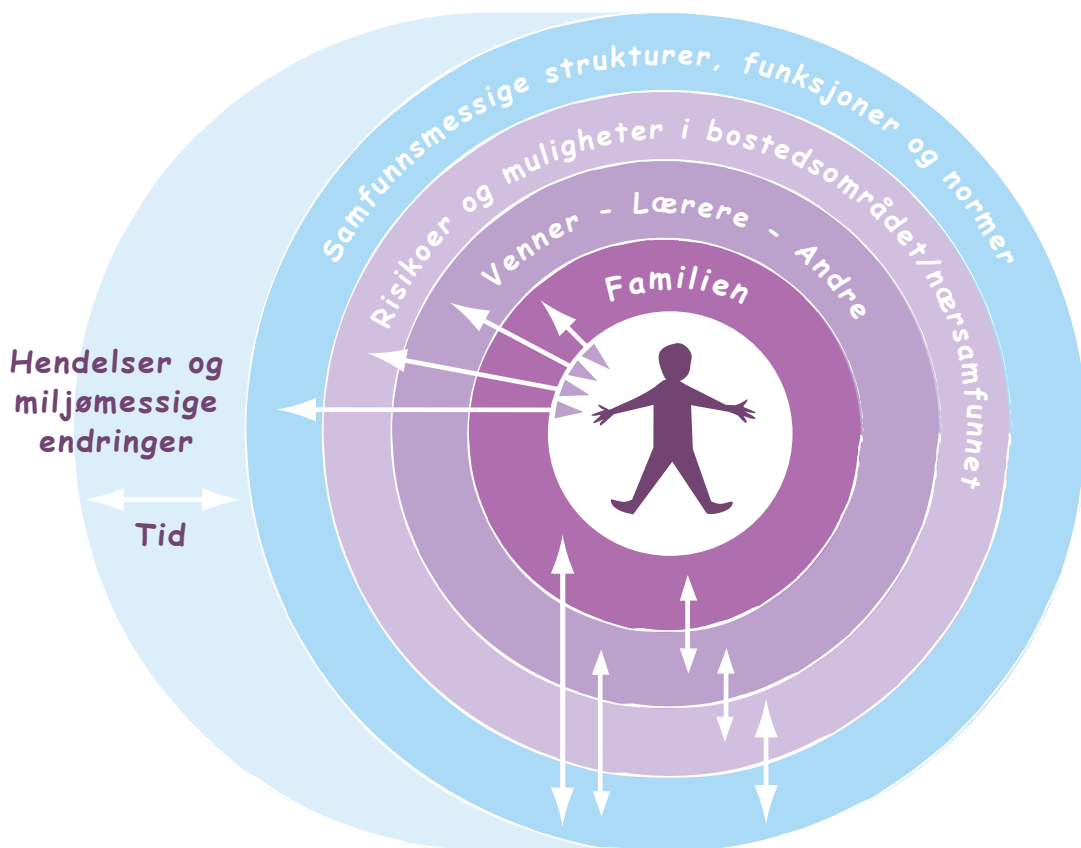 Samfunnsmessige strukturer, funksjoner og normer
Risikoer og muligheter i bostedsområdet/nærsamfunnet
Venner - Lærere - Andre
Familien
Hendelser og
miljømessige
endringer
Tid